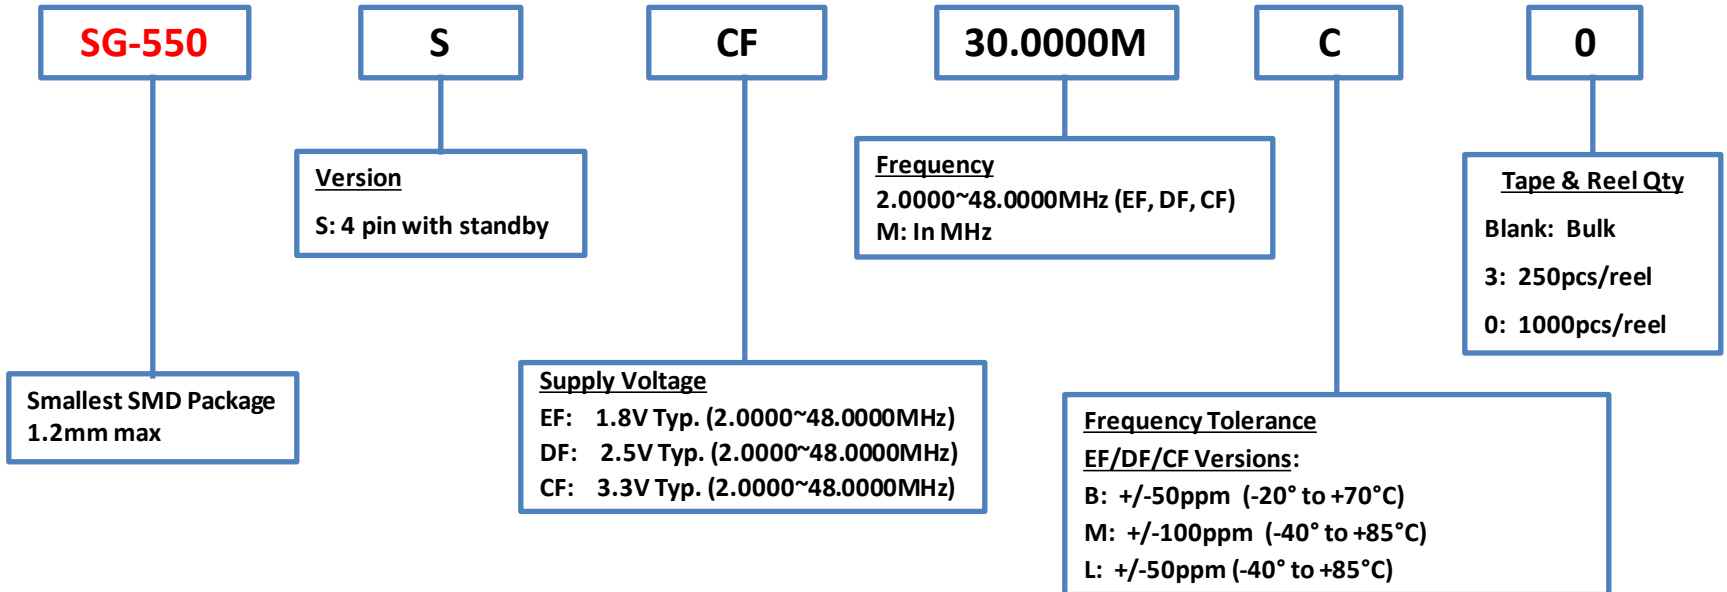 SG-550
S
CF
30.0000M
C
0
Version
S: 4 pin with standby
Frequency
2.0000~48.0000MHz (EF, DF, CF)
M: In MHz
Tape & Reel Qty
Blank: Bulk
3: 250pcs/reel
0: 1000pcs/reel
Smallest SMD Package
1.2mm max
Supply Voltage
EF: 1.8V Typ. (2.0000~48.0000MHz)
DF: 2.5V Typ. (2.0000~48.0000MHz)
CF: 3.3V Typ. (2.0000~48.0000MHz)
Frequency Tolerance
EF/DF/CF Versions:
B: +/-50ppm (-20° to +70°C)
M: +/-100ppm (-40° to +85°C)
L: +/-50ppm (-40° to +85°C)